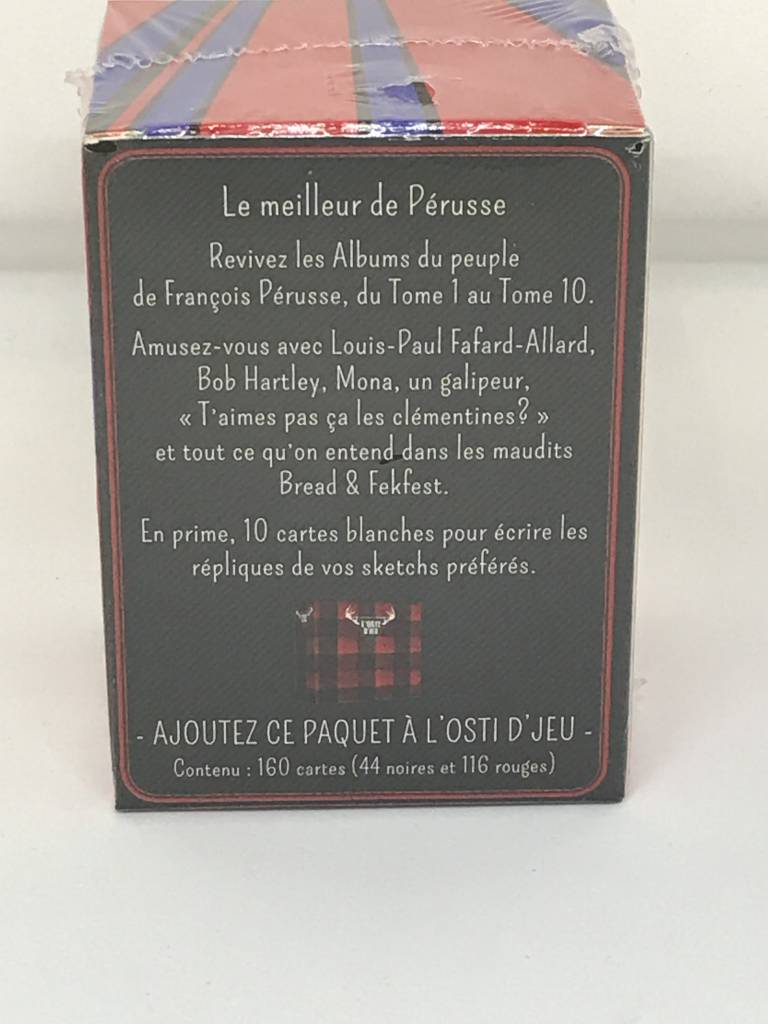 Le meilleur de Pérusse
Revivez les Albums du peuple
de François Pérusse, du Tome 1 au Tome 10.
Amusez-vous avec Louis-Paul Fafard-Allard,
Bob Hartley, Mona, un galipeur,
« T'aimes pas ça les clémentines? »
et tout ce qu'on entend dans les maudits
Bread & Fekfest.
En prime, 10 cartes blanches pour écrire les
répliques de vos sketchs préférés.
L'OSTI
D'JEU
- AJOUTEZ CE PAQUET À L'OSTI D'JEU -
Contenu : 160 cartes (44 noires et 116 rouges)